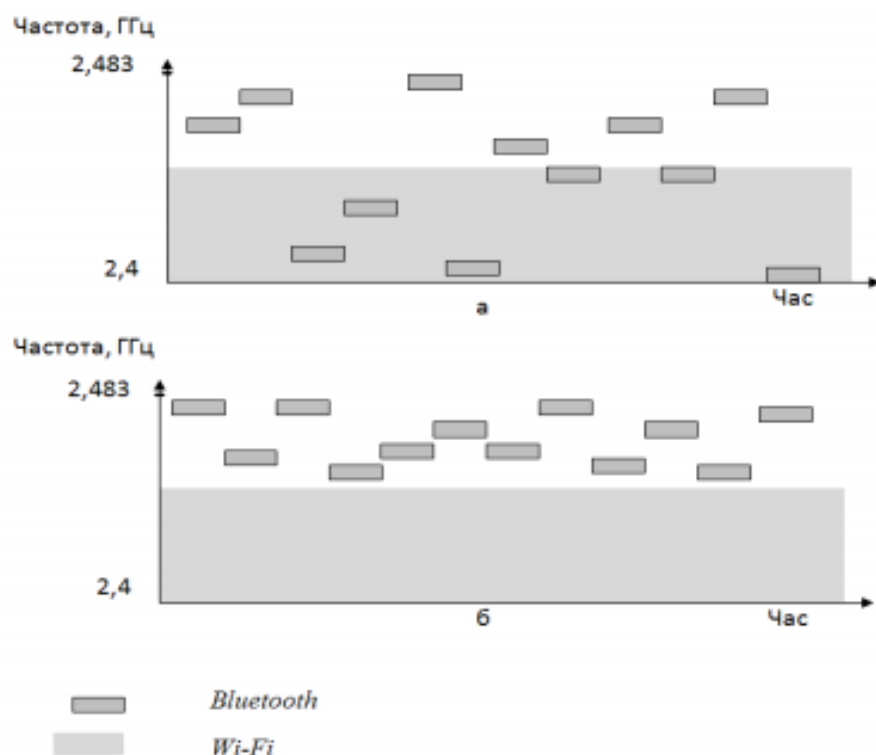 Частота, ГГц
2,483
2,4
Час
а
Частота, ГГц
2,483
2,4
б
Час
Bluetooth
Wi-Fi